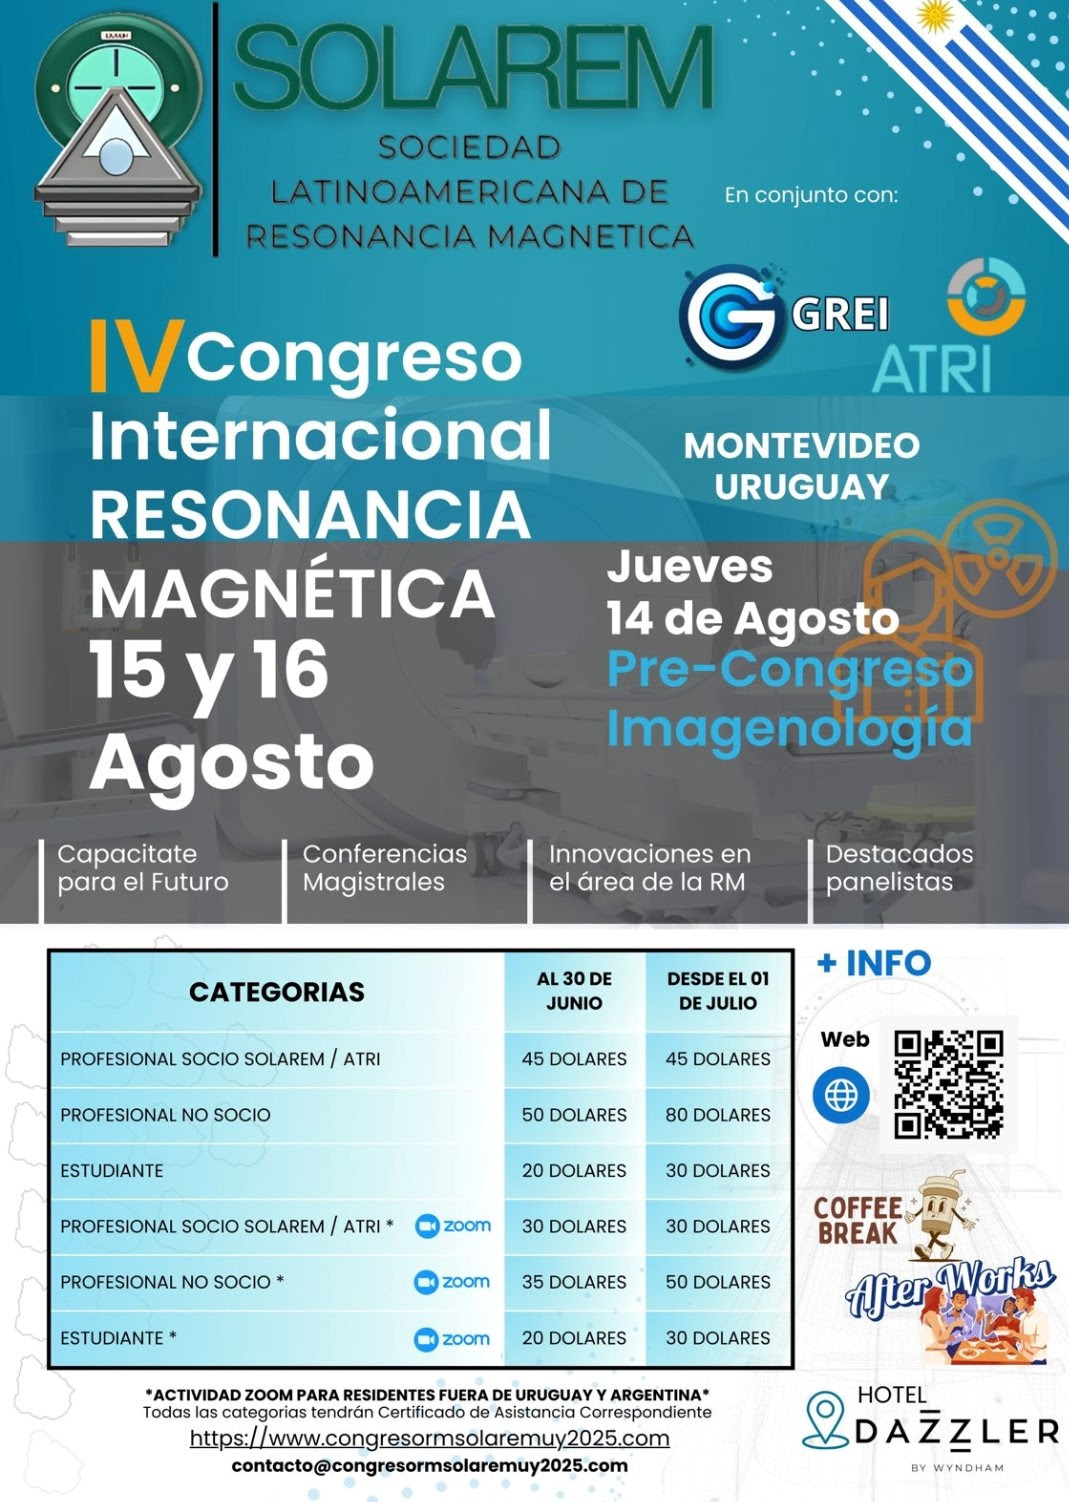 SOLAREM
SOCIEDAD
LATINOAMERICANA DE
RESONANCIA MAGNETICA
En conjunto con:
GREI
ATRI
IV Congreso
Internacional
RESONANCIA
MAGNÉTICA
15 y 16
Agosto
MONTEVIDEO
URUGUAY
Jueves
14 de Agosto
Pre-Congreso
Imagenología
Capacitate
para el Futuro
Conferencias
Magistrales
Innovaciones en
el área de la RM
Destacados
panelistas
CATEGORIAS
AL 30 DE
JUNIO
DESDE EL 01
DE JULIO
PROFESIONAL SOCIO SOLAREM / ATRI 45 DOLARES 45 DOLARES
PROFESIONAL NO SOCIO 50 DOLARES 80 DOLARES
ESTUDIANTE 20 DOLARES 30 DOLARES
PROFESIONAL SOCIO SOLAREM / ATRI * zoom 30 DOLARES 30 DOLARES
PROFESIONAL NO SOCIO * zoom 35 DOLARES 50 DOLARES
ESTUDIANTE * zoom 20 DOLARES 30 DOLARES
+ INFO
Web
COFFEE
BREAK
After Works
*ACTIVIDAD ZOOM PARA RESIDENTES FUERA DE URUGUAY Y ARGENTINA*
Todas las categorias tendrán Certificado de Asistancia Correspondiente
https://www.congresormsolaremuy2025.com
contacto@congresormsolaremuy2025.com
HOTEL
DAZZLER
BY WYNDHAM